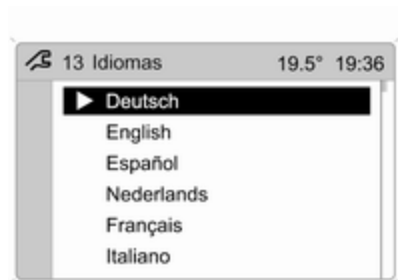 13 Idiomas 19.5° 19:36
Deutsch
English
Español
Nederlands
Français
Italiano